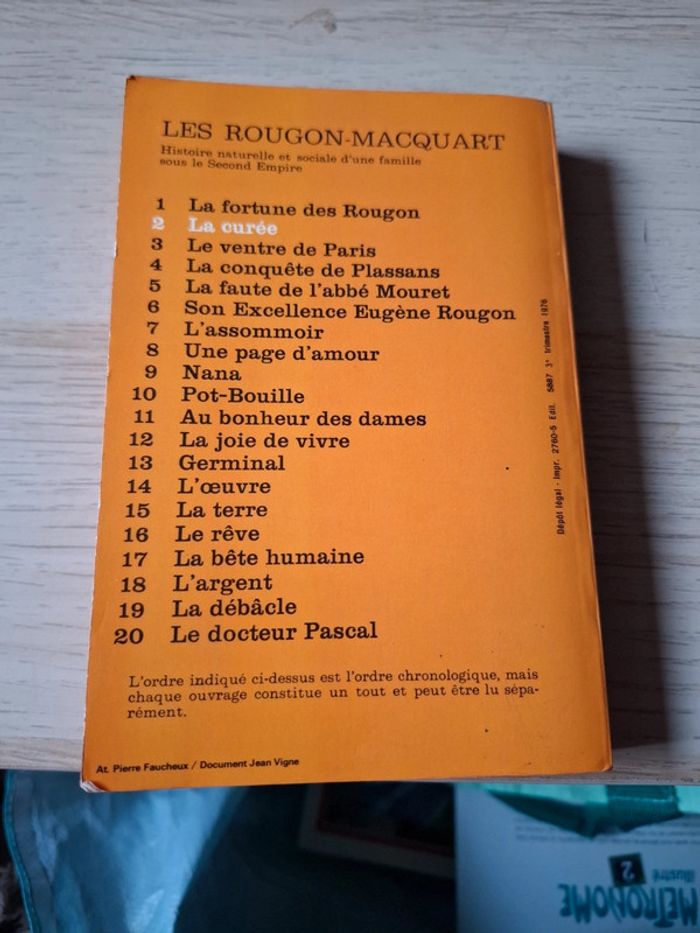 LES ROUGON-MACQUART
Histoire naturelle et sociale d'une famille
sous le Second Empire
1 La fortune des Rougon
2 La curée
3 Le ventre de Paris
4 La conquête de Plassans
5 La faute de l'abbé Mouret
6 Son Excellence Eugène Rougon
7 L'assommoir
8 Une page d'amour
9 Nana
10 Pot-Bouille
11 Au bonheur des dames
12 La joie de vivre
13 Germinal
14 L'œuvre
15 La terre
16 Le rêve
17 La bête humaine
18 L'argent
19 La débâcle
20 Le docteur Pascal
L'ordre indiqué ci-dessus est l'ordre chronologique, mais
chaque ouvrage constitue un tout et peut être lu sépa-
rément.
At. Pierre Faucheux / Document Jean Vigne
Dépôt légal - Impr. 2760-5 Edit. 5887 3e trimestre 1976
METRONOME
2
illustré